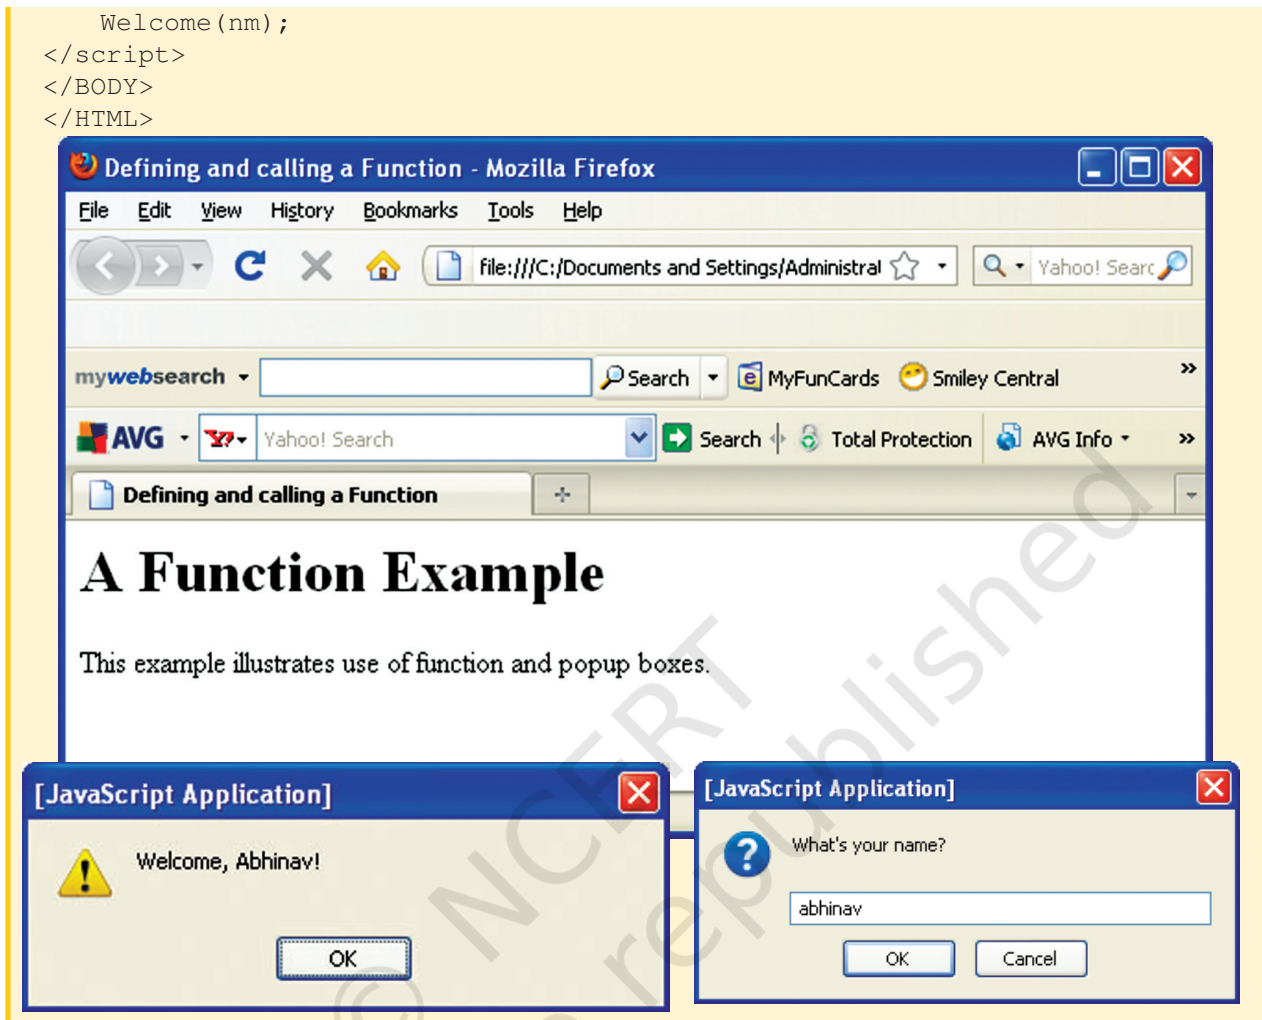 Welcome(nm);
</script>
</BODY>
</HTML>
Defining and calling a Function - Mozilla Firefox
File Edit View History Bookmarks Tools Help
file:///C:/Documents and Settings/Administrat
Yahoo! Searc
mywebsearch
Search
MyFunCards
Smiley Central
»
AVG
Y?
Yahoo! Search
Search
Total Protection
AVG Info
»
Defining and calling a Function
A Function Example
This example illustrates use of function and popup boxes.
[JavaScript Application]
Welcome, Abhinav!
OK
[JavaScript Application]
What's your name?
abhinav
OK
Cancel
© NCERT
republished